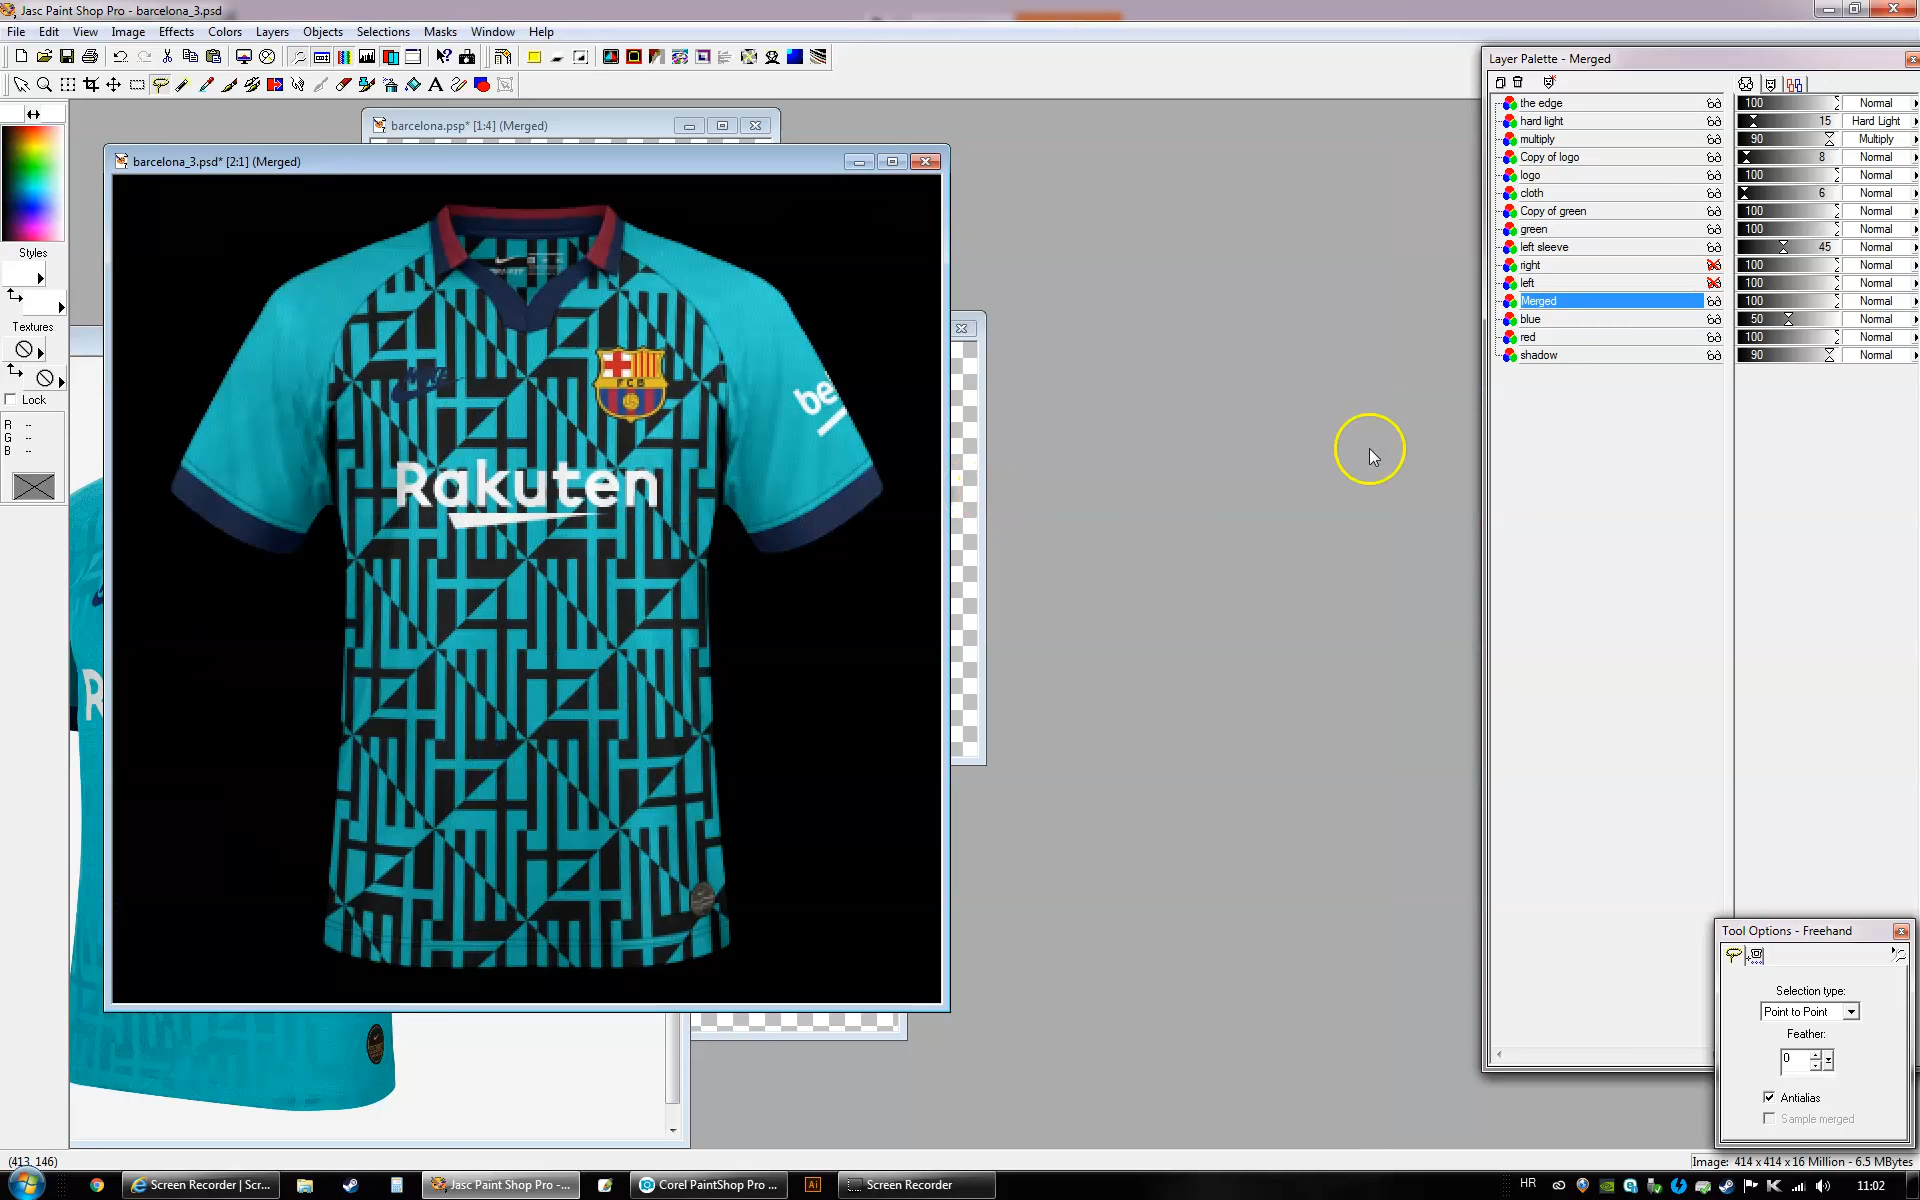 Jasc Paint Shop Pro - barcelona_3.psd
File Edit View Image Effects Colors Layers Objects Collections Masks Window Help
Layer Palette - Merged
the edge 100 Normal
hard light 15 Hard Light
multiply 90 Multiply
Copy of logo 8 Normal
logo 100 Normal
cloth 6 Normal
Copy of green 100 Normal
green 100 Normal
left sleeve 45 Normal
right 100 Normal
left 100 Normal
Merged 100 Normal
blue 50 Normal
red 100 Normal
shadow 90 Normal
Styles
Textures
Lock
R --
G --
B --
barcelona.psp* [1:4] (Merged)
barcelona_3.psd* [2:1] (Merged)
FCB
be
Rakuten
R
Tool Options - Freehand
Selection type:
Point to Point
Feather:
0
Antialias
Sample merged
(413, 146)
Image: 414 x 414 x 16 Million - 6.5 MBytes
Screen Recorder | Scr...
Jasc Paint Shop Pro -...
Corel PaintShop Pro ...
Ai
Screen Recorder
HR
11:02